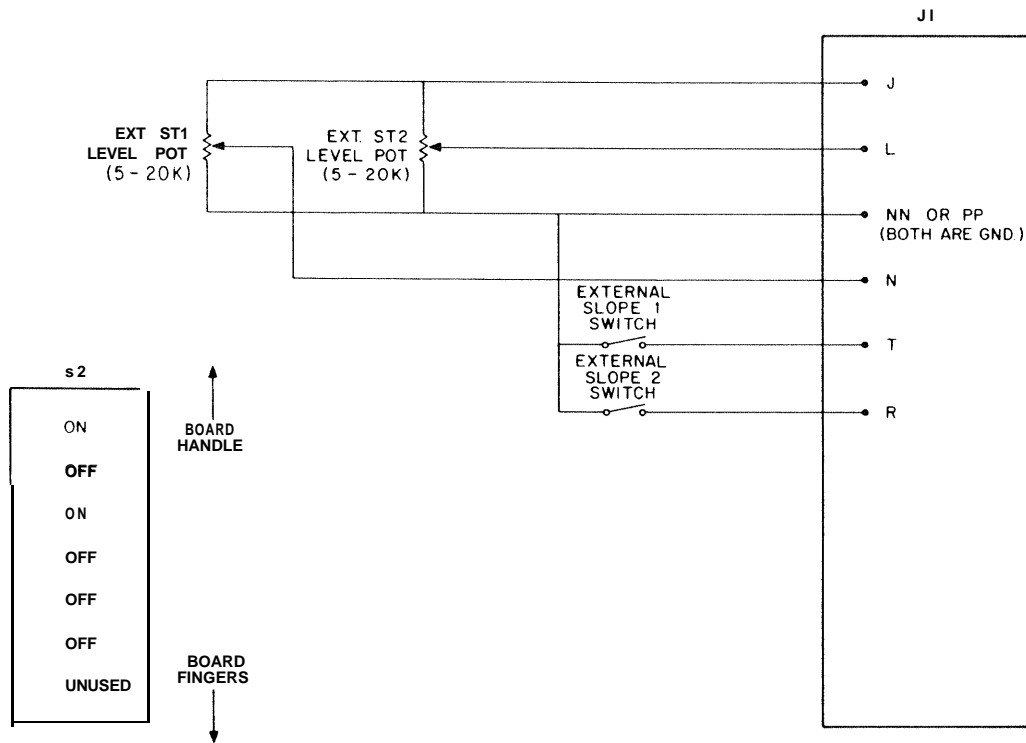 J1
J
EXT ST1
LEVEL POT
(5-20K)
EXT. ST2
LEVEL POT
(5-20K)
L
NN OR PP
(BOTH ARE GND.)
N
EXTERNAL
SLOPE 1
SWITCH
T
EXTERNAL
SLOPE 2
SWITCH
R
s2
ON
OFF
ON
OFF
OFF
OFF
UNUSED
BOARD
HANDLE
BOARD
FINGERS